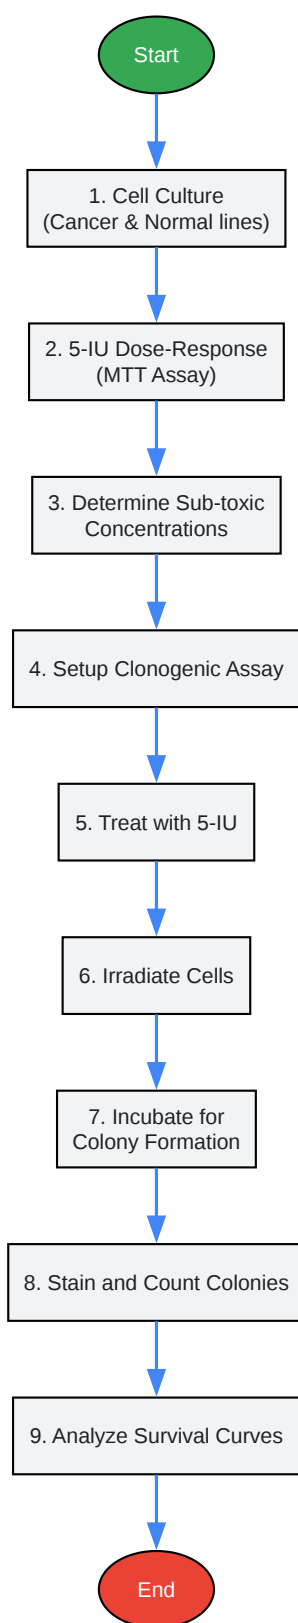 Start
1. Cell Culture
(Cancer & Normal lines)
2. 5-IU Dose-Response
(MTT Assay)
3. Determine Sub-toxic
Concentrations
4. Setup Clonogenic Assay
5. Treat with 5-IU
6. Irradiate Cells
7. Incubate for
Colony Formation
8. Stain and Count Colonies
9. Analyze Survival Curves
End